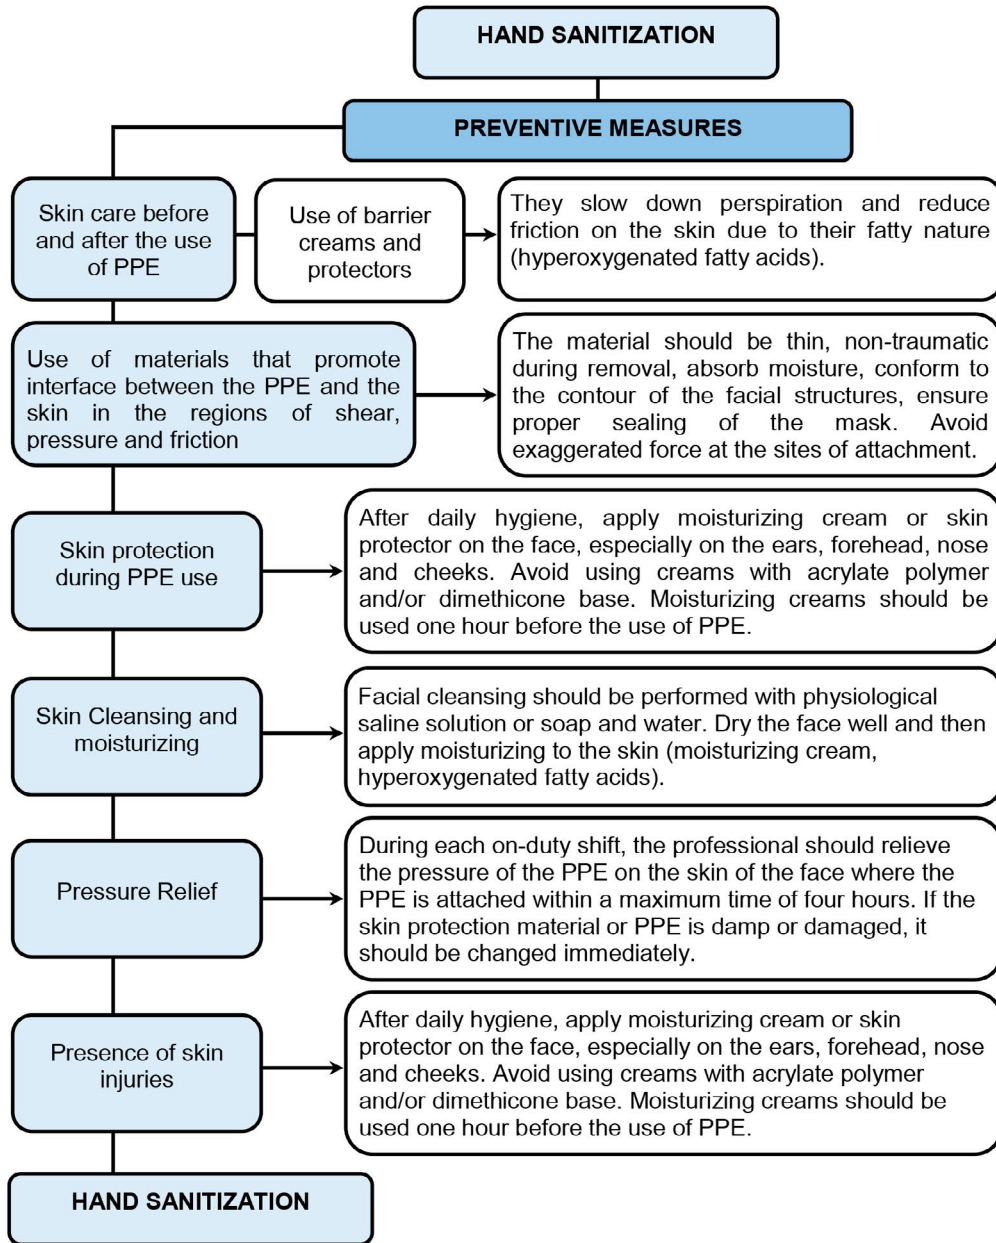 HAND SANITIZATION
PREVENTIVE MEASURES
Skin care before
and after the use
of PPE
Use of barrier
creams and
protectors
They slow down perspiration and reduce
friction on the skin due to their fatty nature
(hyperoxygenated fatty acids).
Use of materials that promote
interface between the PPE and the
skin in the regions of shear,
pressure and friction
The material should be thin, non-traumatic
during removal, absorb moisture, conform to
the contour of the facial structures, ensure
proper sealing of the mask. Avoid
exaggerated force at the sites of attachment.
Skin protection
during PPE use
After daily hygiene, apply moisturizing cream or skin
protector on the face, especially on the ears, forehead, nose
and cheeks. Avoid using creams with acrylate polymer
and/or dimethicone base. Moisturizing creams should be
used one hour before the use of PPE.
Skin Cleansing and
moisturizing
Facial cleansing should be performed with physiological
saline solution or soap and water. Dry the face well and then
apply moisturizing to the skin (moisturizing cream,
hyperoxygenated fatty acids).
Pressure Relief
During each on-duty shift, the professional should relieve
the pressure of the PPE on the skin of the face where the
PPE is attached within a maximum time of four hours. If the
skin protection material or PPE is damp or damaged, it
should be changed immediately.
Presence of skin
injuries
After daily hygiene, apply moisturizing cream or skin
protector on the face, especially on the ears, forehead, nose
and cheeks. Avoid using creams with acrylate polymer
and/or dimethicone base. Moisturizing creams should be
used one hour before the use of PPE.
HAND SANITIZATION